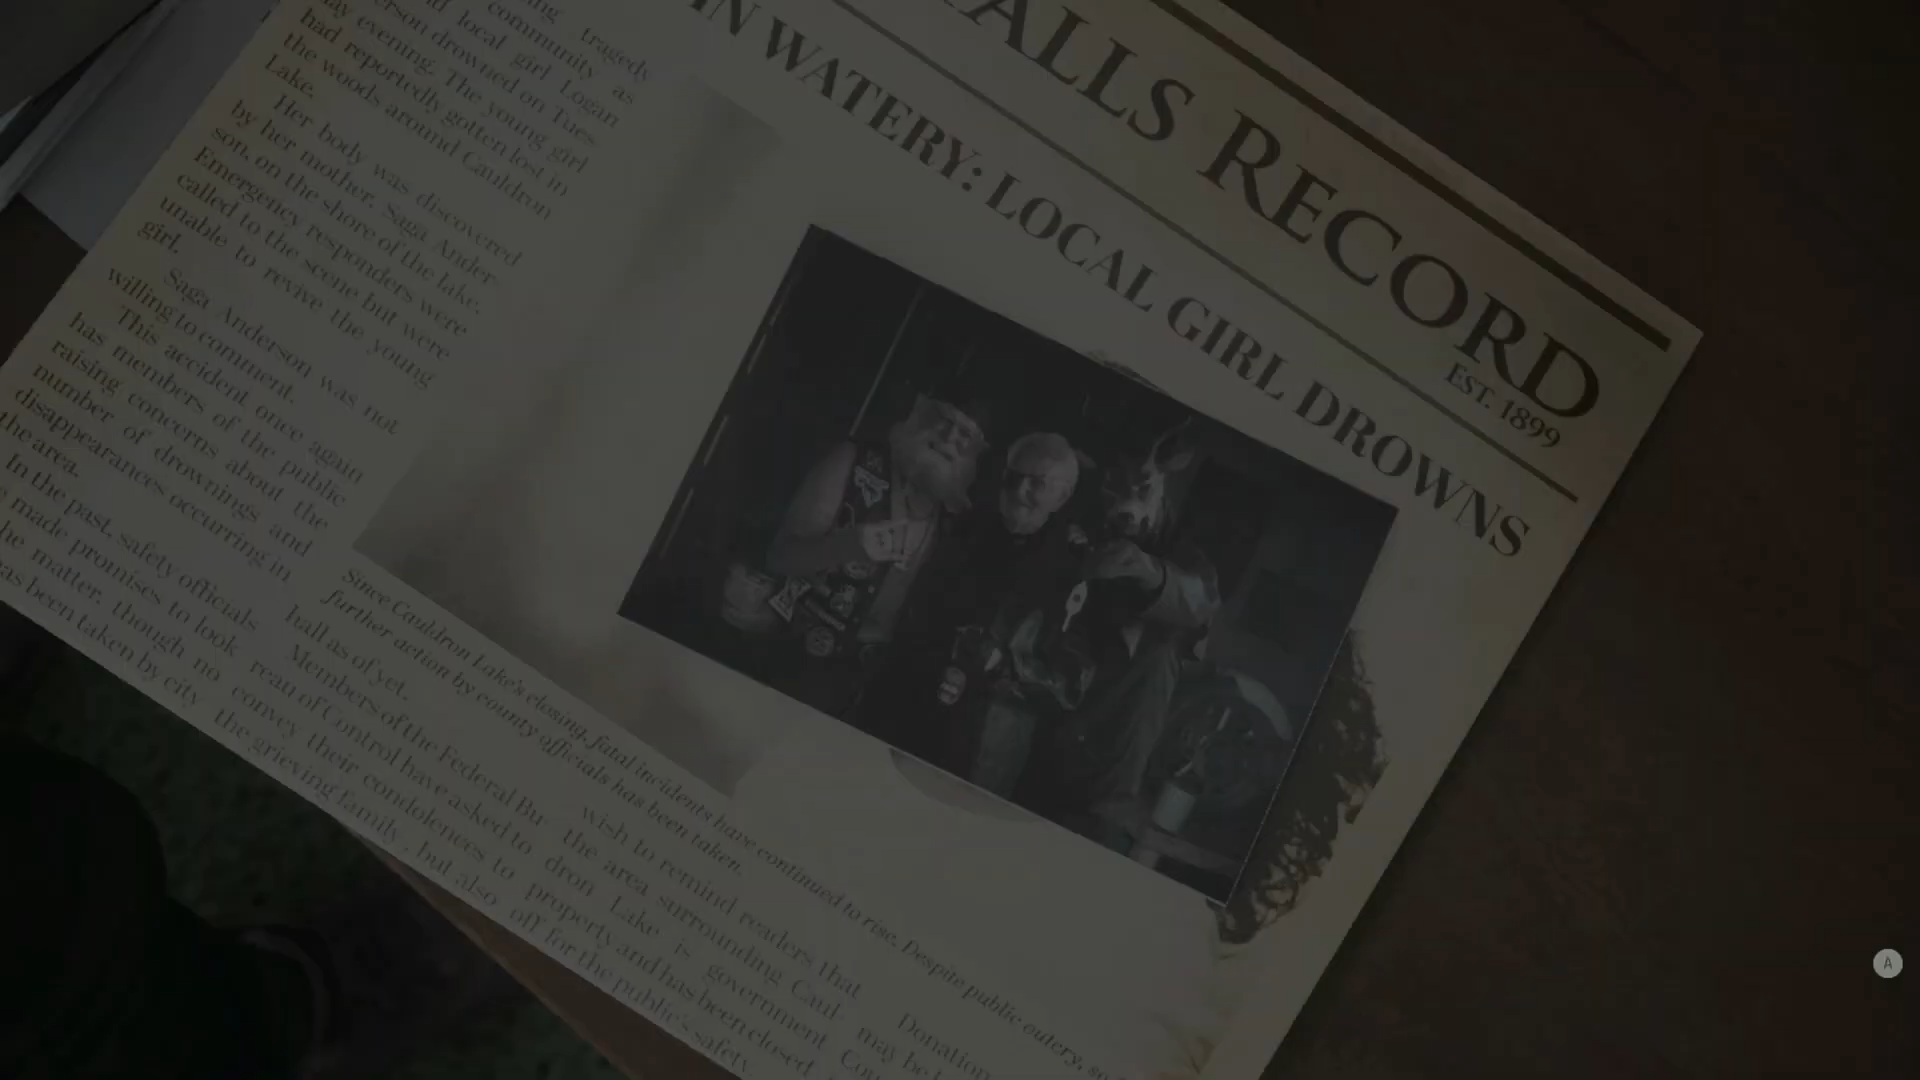 ALLS RECORD
EST. 1899
IN WATERY: LOCAL GIRL DROWNS
tragedy
community as
local girl Logan
erson drowned on Tues
ay evening. The young girl
had reportedly gotten lost in
the woods around Cauldron
Lake.
Her body was discovered
by her mother, Saga Ander-
son, on the shore of the lake.
Emergency responders were
called to the scene but were
unable to revive the young
girl.
Saga Anderson was not
willing to comment.
This accident once again
has members of the public
raising concerns about the
number of drownings and
disappearances occurring in
the area.
In the past, safety officials
made promises to look
he matter, though no
as been taken by city
Since Cauldron Lake's closing, fatal incidents have continued to rise. Despite public outcry, so
further action by county officials has been taken.
hall as of yet.
Members of the Federal Bu-
reau of Control have asked to
convey their condolences to
the grieving family, but also
wish to remind readers that
the area surrounding Caul-
dron Lake is government
property and has been closed
off for the public's safety.
Donation
may be
Cou
A